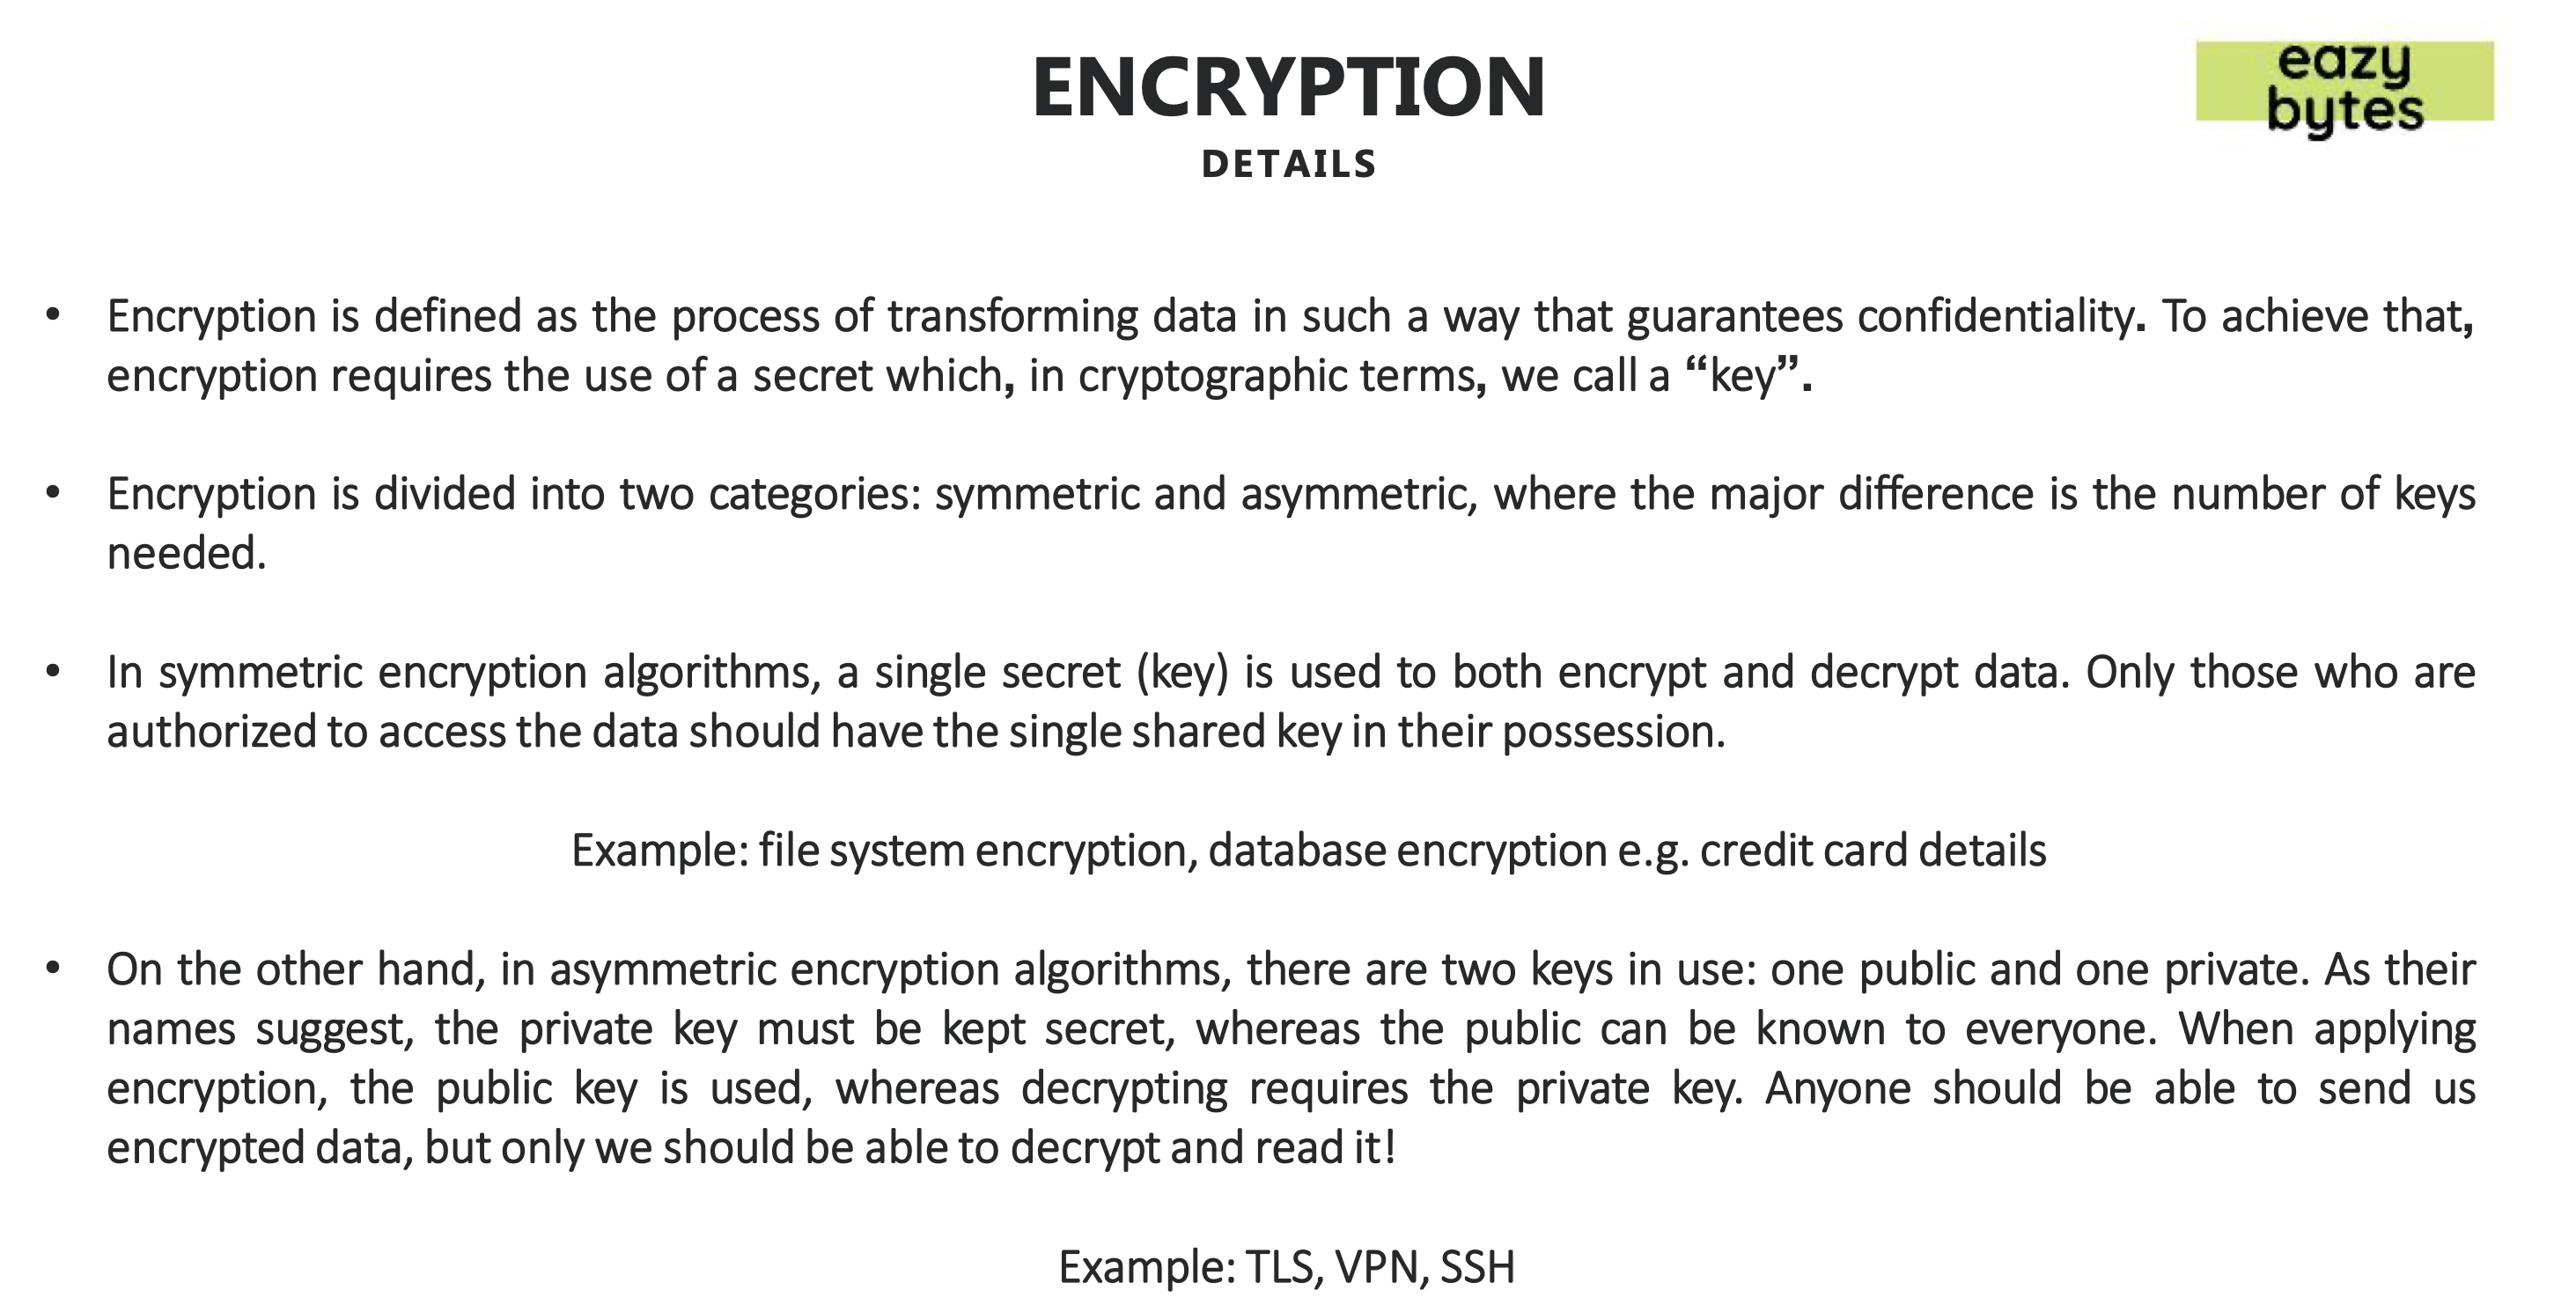 ENCRYPTION
eazy
bytes
DETAILS
• Encryption is defined as the process of transforming data in such a way that guarantees confidentiality. To achieve that,
encryption requires the use of a secret which, in cryptographic terms, we call a “key”.
• Encryption is divided into two categories: symmetric and asymmetric, where the major difference is the number of keys
needed.
• In symmetric encryption algorithms, a single secret (key) is used to both encrypt and decrypt data. Only those who are
authorized to access the data should have the single shared key in their possession.
Example: file system encryption, database encryption e.g. credit card details
• On the other hand, in asymmetric encryption algorithms, there are two keys in use: one public and one private. As their
names suggest, the private key must be kept secret, whereas the public can be known to everyone. When applying
encryption, the public key is used, whereas decrypting requires the private key. Anyone should be able to send us
encrypted data, but only we should be able to decrypt and read it!
Example: TLS, VPN, SSH